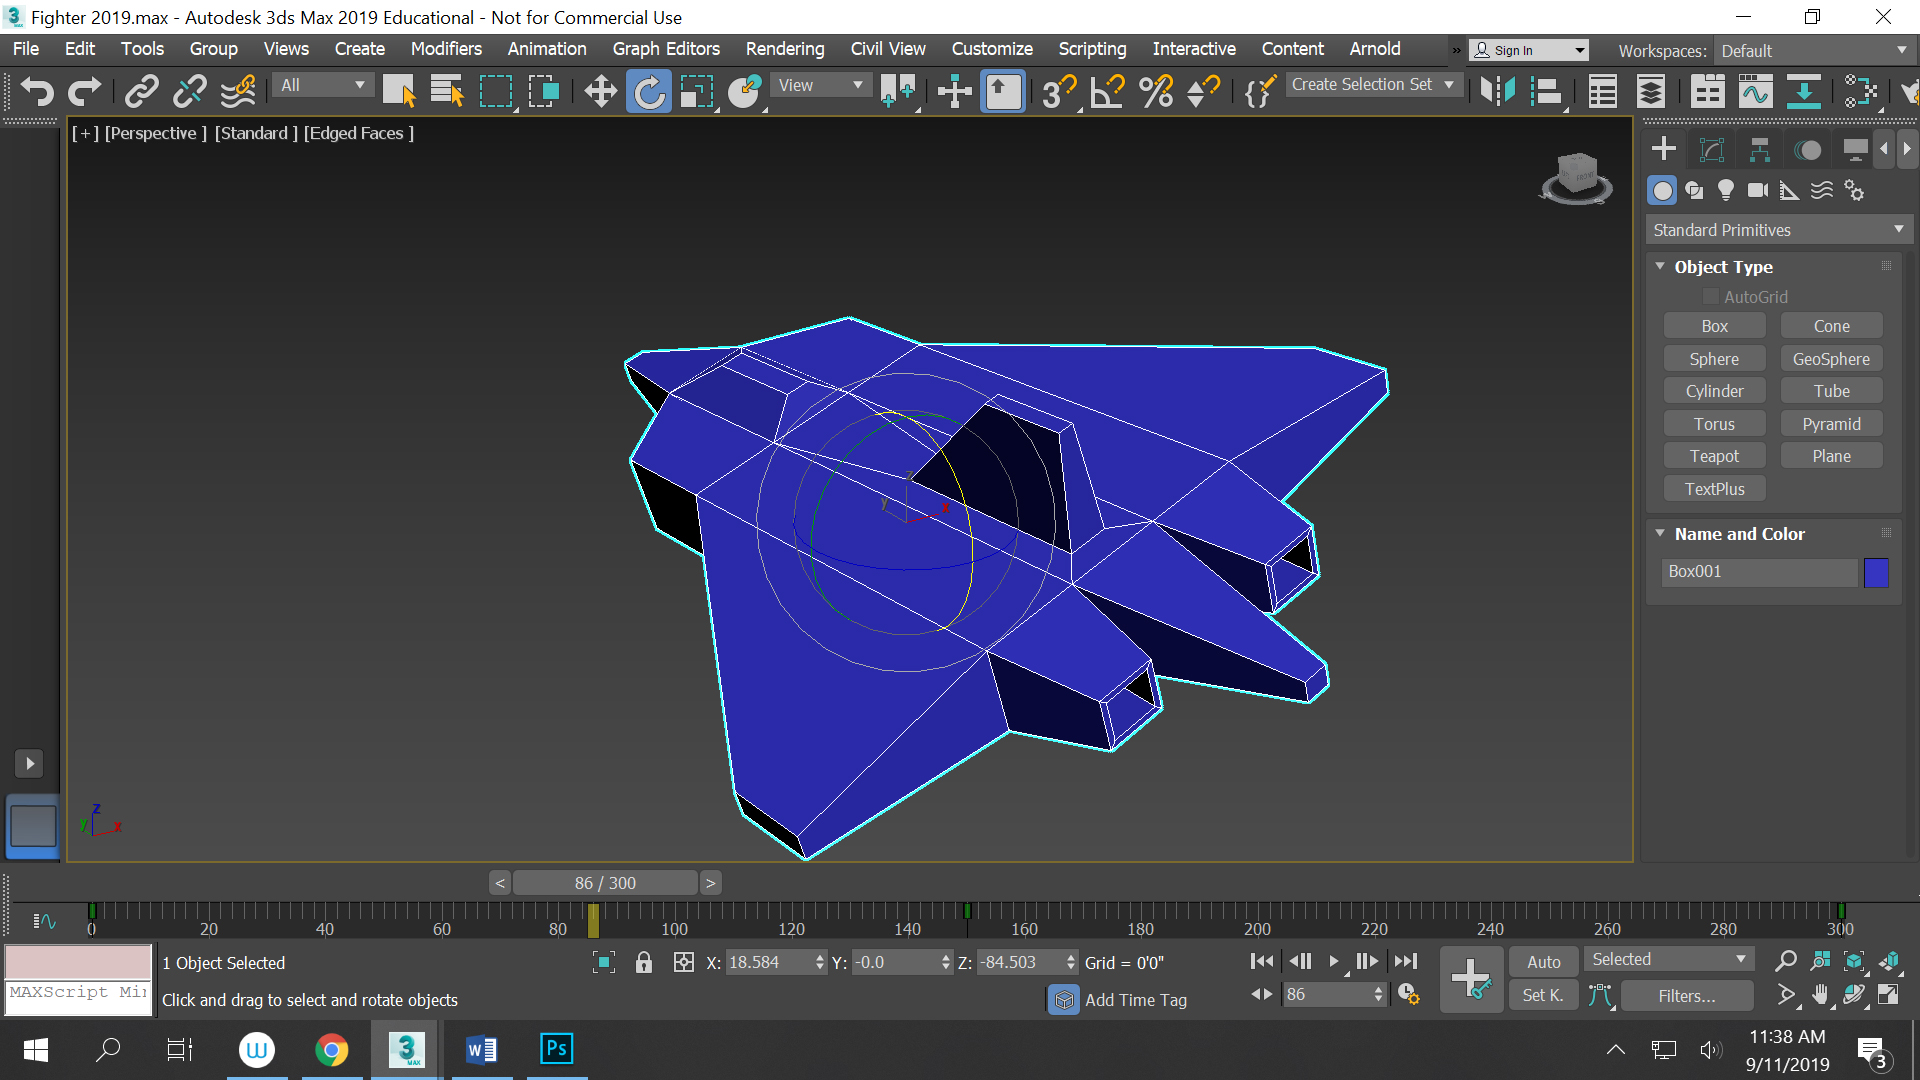 Fighter 2019.max - Autodesk 3ds Max 2019 Educational - Not for Commercial Use
File Edit Tools Group Views Create Modifiers Animation Graph Editors Rendering Civil View Customize Scripting Interactive Content Arnold » Sign In Workspaces: Default
All View Create Selection Set
[ + ] [Perspective ] [Standard ] [Edged Faces ]
FRONT
Standard Primitives
Object Type
AutoGrid
Box Cone
Sphere GeoSphere
Cylinder Tube
Torus Pyramid
Teapot Plane
TextPlus
Name and Color
Box001
z
y x
z
y x
< 86 / 300 >
0 20 40 60 80 100 120 140 160 180 200 220 240 260 280 300
1 Object Selected X: 18.584 Y: -0.0 Z: -84.503 Grid = 0'0" Auto Selected
MAXScript Mir Click and drag to select and rotate objects Add Time Tag 86 Set K. Filters...
3 MAX W Ps
11:38 AM
9/11/2019
3